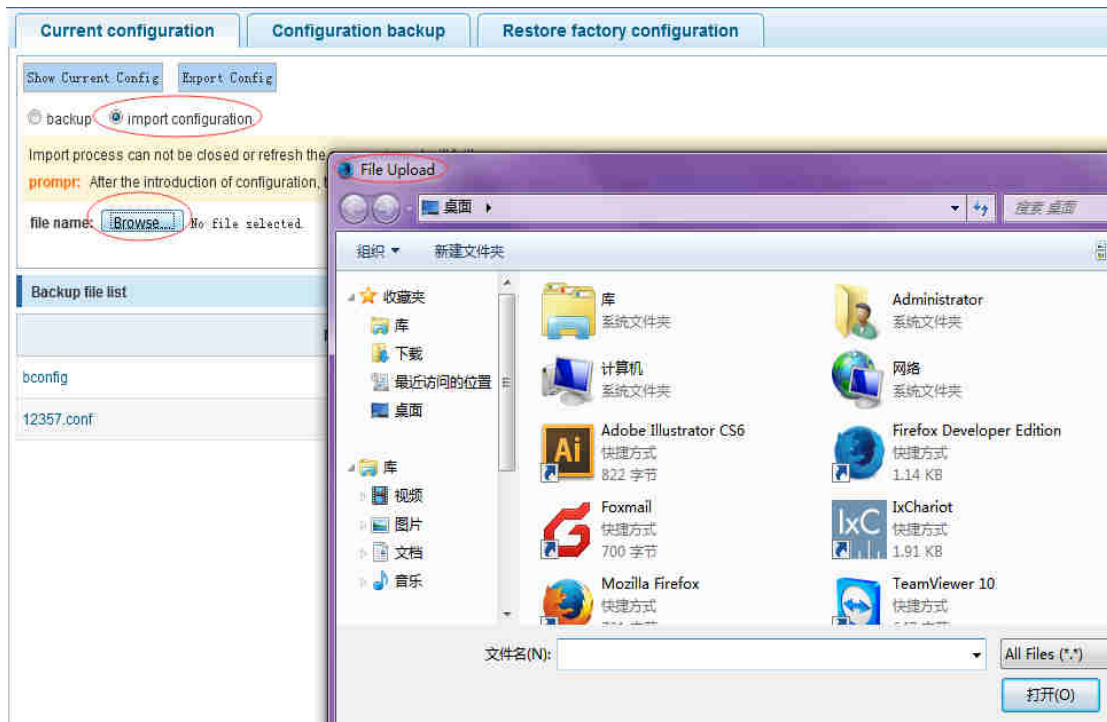 Current configuration
Configuration backup
Restore factory configuration
Show Current Config
Export Config
backup
import configuration
Import process can not be closed or refresh the
prompr: After the introduction of configuration, t
file name:
Browse...
No file selected.
Backup file list
bconfig
12357.conf
File Upload
桌面
搜索 桌面
组织
新建文件夹
收藏夹
库
下载
最近访问的位置
桌面
库
视频
图片
文档
音乐
库
系统文件夹
Administrator
系统文件夹
计算机
系统文件夹
网络
系统文件夹
Ai
Adobe Illustrator CS6
快捷方式
822 字节
Firefox Developer Edition
快捷方式
1.14 KB
Foxmail
快捷方式
700 字节
IxC
IxChariot
快捷方式
1.91 KB
Mozilla Firefox
快捷方式
TeamViewer 10
快捷方式
文件名(N):
All Files (*.*)
打开(O)